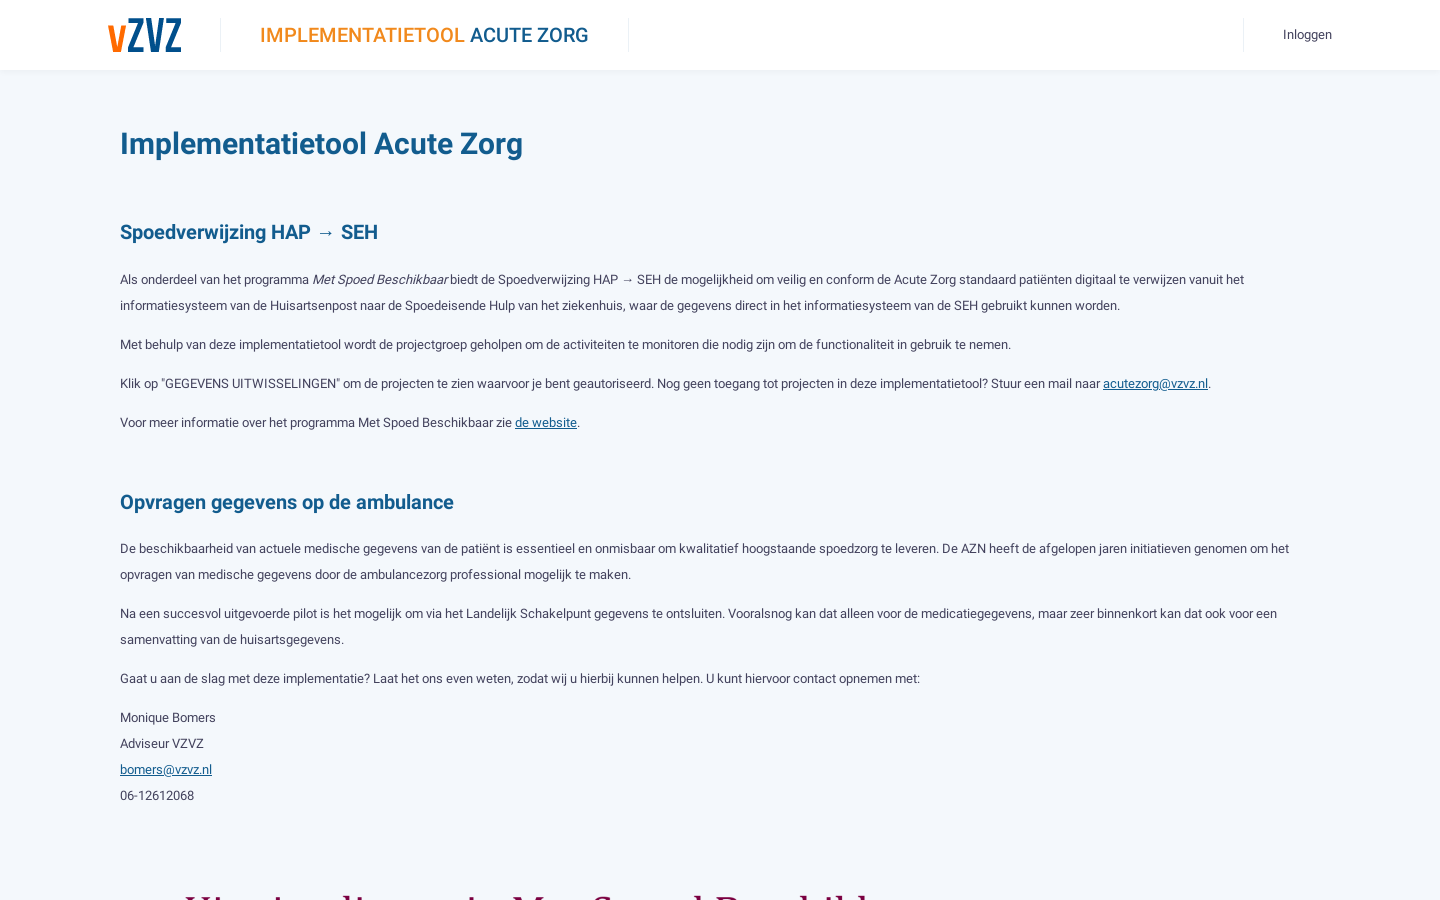 vZVZ
IMPLEMENTATIETOOL ACUTE ZORG
Inloggen
Implementatietool Acute Zorg
Spoedverwijzing HAP → SEH
Als onderdeel van het programma Met Spoed Beschikbaar biedt de Spoedverwijzing HAP → SEH de mogelijkheid om veilig en conform de Acute Zorg standaard patiënten digitaal te verwijzen vanuit het
informatiesysteem van de Huisartsenpost naar de Spoedeisende Hulp van het ziekenhuis, waar de gegevens direct in het informatiesysteem van de SEH gebruikt kunnen worden.
Met behulp van deze implementatietool wordt de projectgroep geholpen om de activiteiten te monitoren die nodig zijn om de functionaliteit in gebruik te nemen.
Klik op "GEGEVENS UITWISSELINGEN" om de projecten te zien waarvoor je bent geautoriseerd. Nog geen toegang tot projecten in deze implementatietool? Stuur een mail naar acutezorg@vzvz.nl.
Voor meer informatie over het programma Met Spoed Beschikbaar zie de website.
Opvragen gegevens op de ambulance
De beschikbaarheid van actuele medische gegevens van de patiënt is essentieel en onmisbaar om kwalitatief hoogstaande spoedzorg te leveren. De AZN heeft de afgelopen jaren initiatieven genomen om het
opvragen van medische gegevens door de ambulancezorg professional mogelijk te maken.
Na een succesvol uitgevoerde pilot is het mogelijk om via het Landelijk Schakelpunt gegevens te ontsluiten. Vooralsnog kan dat alleen voor de medicatiegegevens, maar zeer binnenkort kan dat ook voor een
samenvatting van de huisartsgegevens.
Gaat u aan de slag met deze implementatie? Laat het ons even weten, zodat wij u hierbij kunnen helpen. U kunt hiervoor contact opnemen met:
Monique Bomers
Adviseur VZVZ
bomers@vzvz.nl
06-12612068